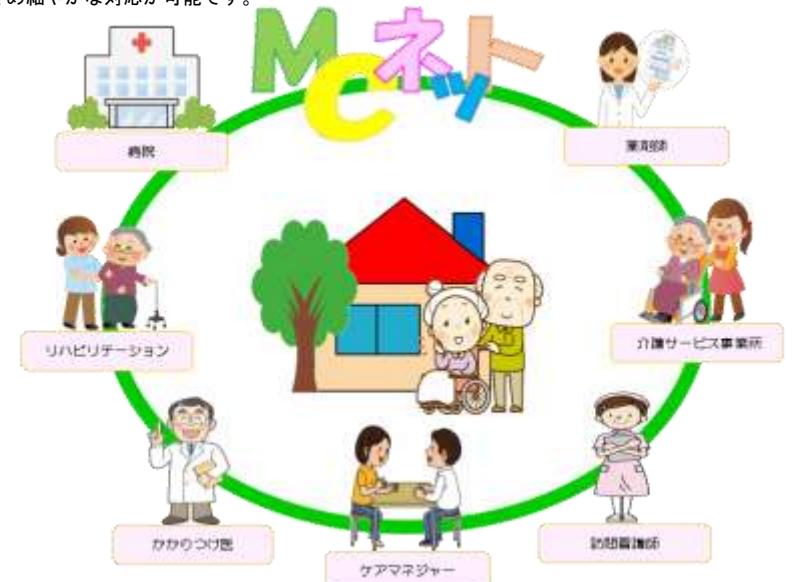 め細やかな対応が可能です。
MCネット
病院
薬剤師
リハビリテーション
介護サービス事業所
かかりつけ医
訪問看護師
ケアマネジャー